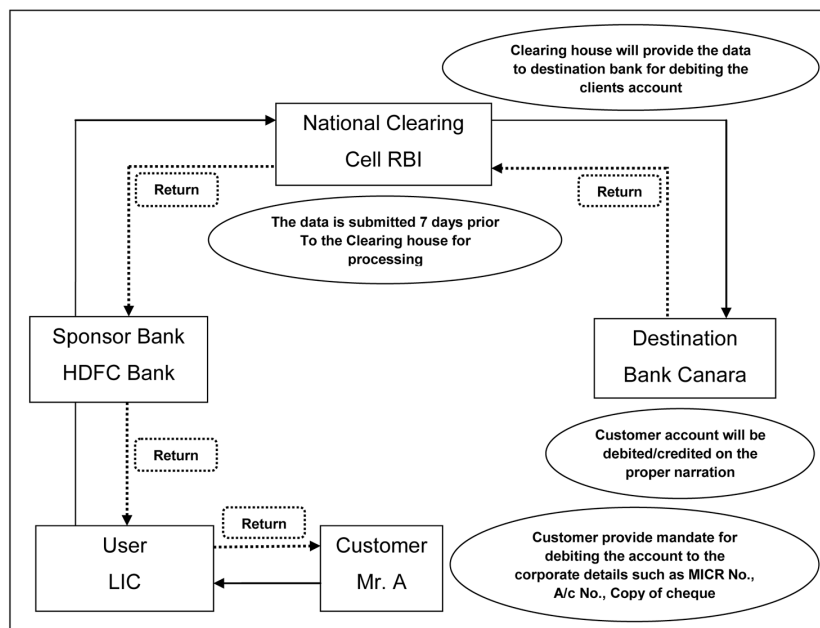 Clearing house will provide the data
to destination bank for debiting the
clients account
National Clearing
Cell RBI
Return
Return
The data is submitted 7 days prior
To the Clearing house for
processing
Sponsor Bank
HDFC Bank
Destination
Bank Canara
Return
Customer account will be
debited/credited on the
proper narration
Return
User
LIC
Customer
Mr. A
Customer provide mandate for
debiting the account to the
corporate details such as MICR No.,
A/c No., Copy of cheque